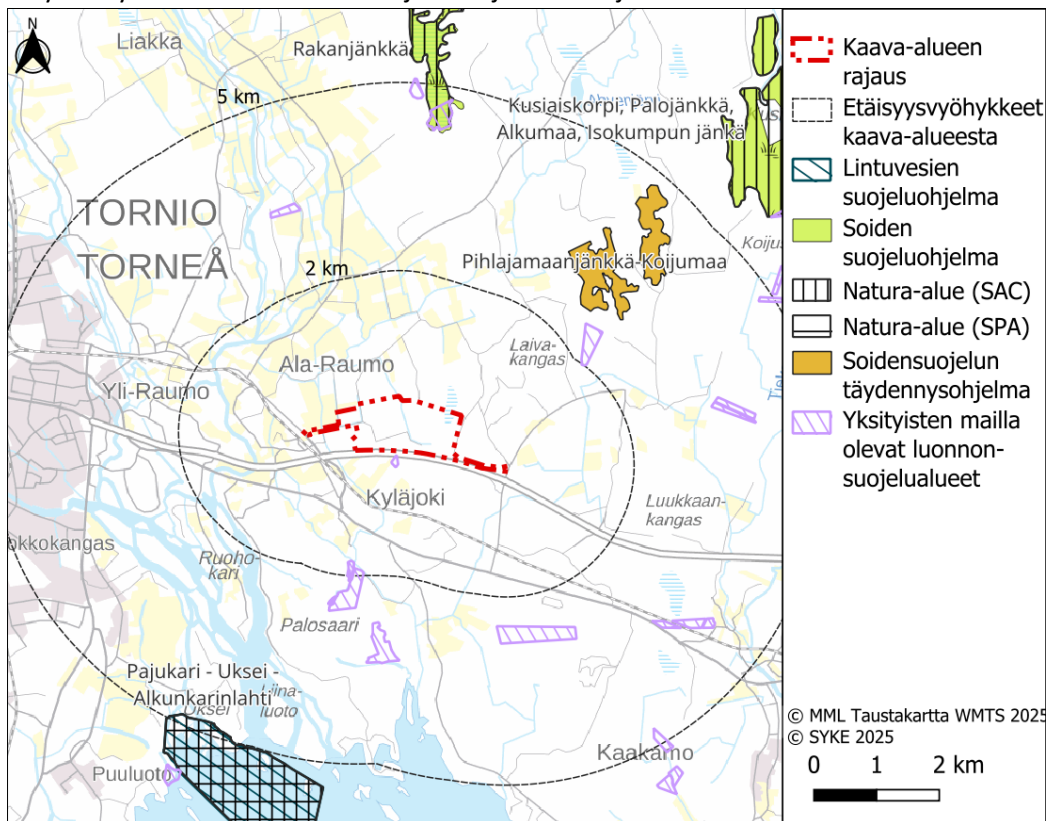 N
Liakka
Rakanjänkkä
5 km
Kusiaiskorpi, Palojänkkä,
Alkumaa, Isokumpun jänkä
TORNIO
TORNEÅ
2 km
Pihlajamaanjänkkä-Koijumaa
Laiva-
kangas
Ala-Raumo
Yli-Raumo
Kyläjoki
Luukkaan-
kangas
okkokangas
Ruoho-
kari
Palosaari
Pajukari - Uksei -
Alkunkarinlahti
Uksei
luoto
Puuluoto
Kaakamo
Kaava-alueen
rajaus
Etäisyysvyöhykkeet
kaava-alueesta
Lintuvesien
suojeluohjelma
Soiden
suojeluohjelma
Natura-alue (SAC)
Natura-alue (SPA)
Soidensuojelun
täydennysohjelma
Yksityisten mailla
olevat luonnon-
suojelualueet
© MML Taustakartta WMTS 2025
© SYKE 2025
0 1 2 km